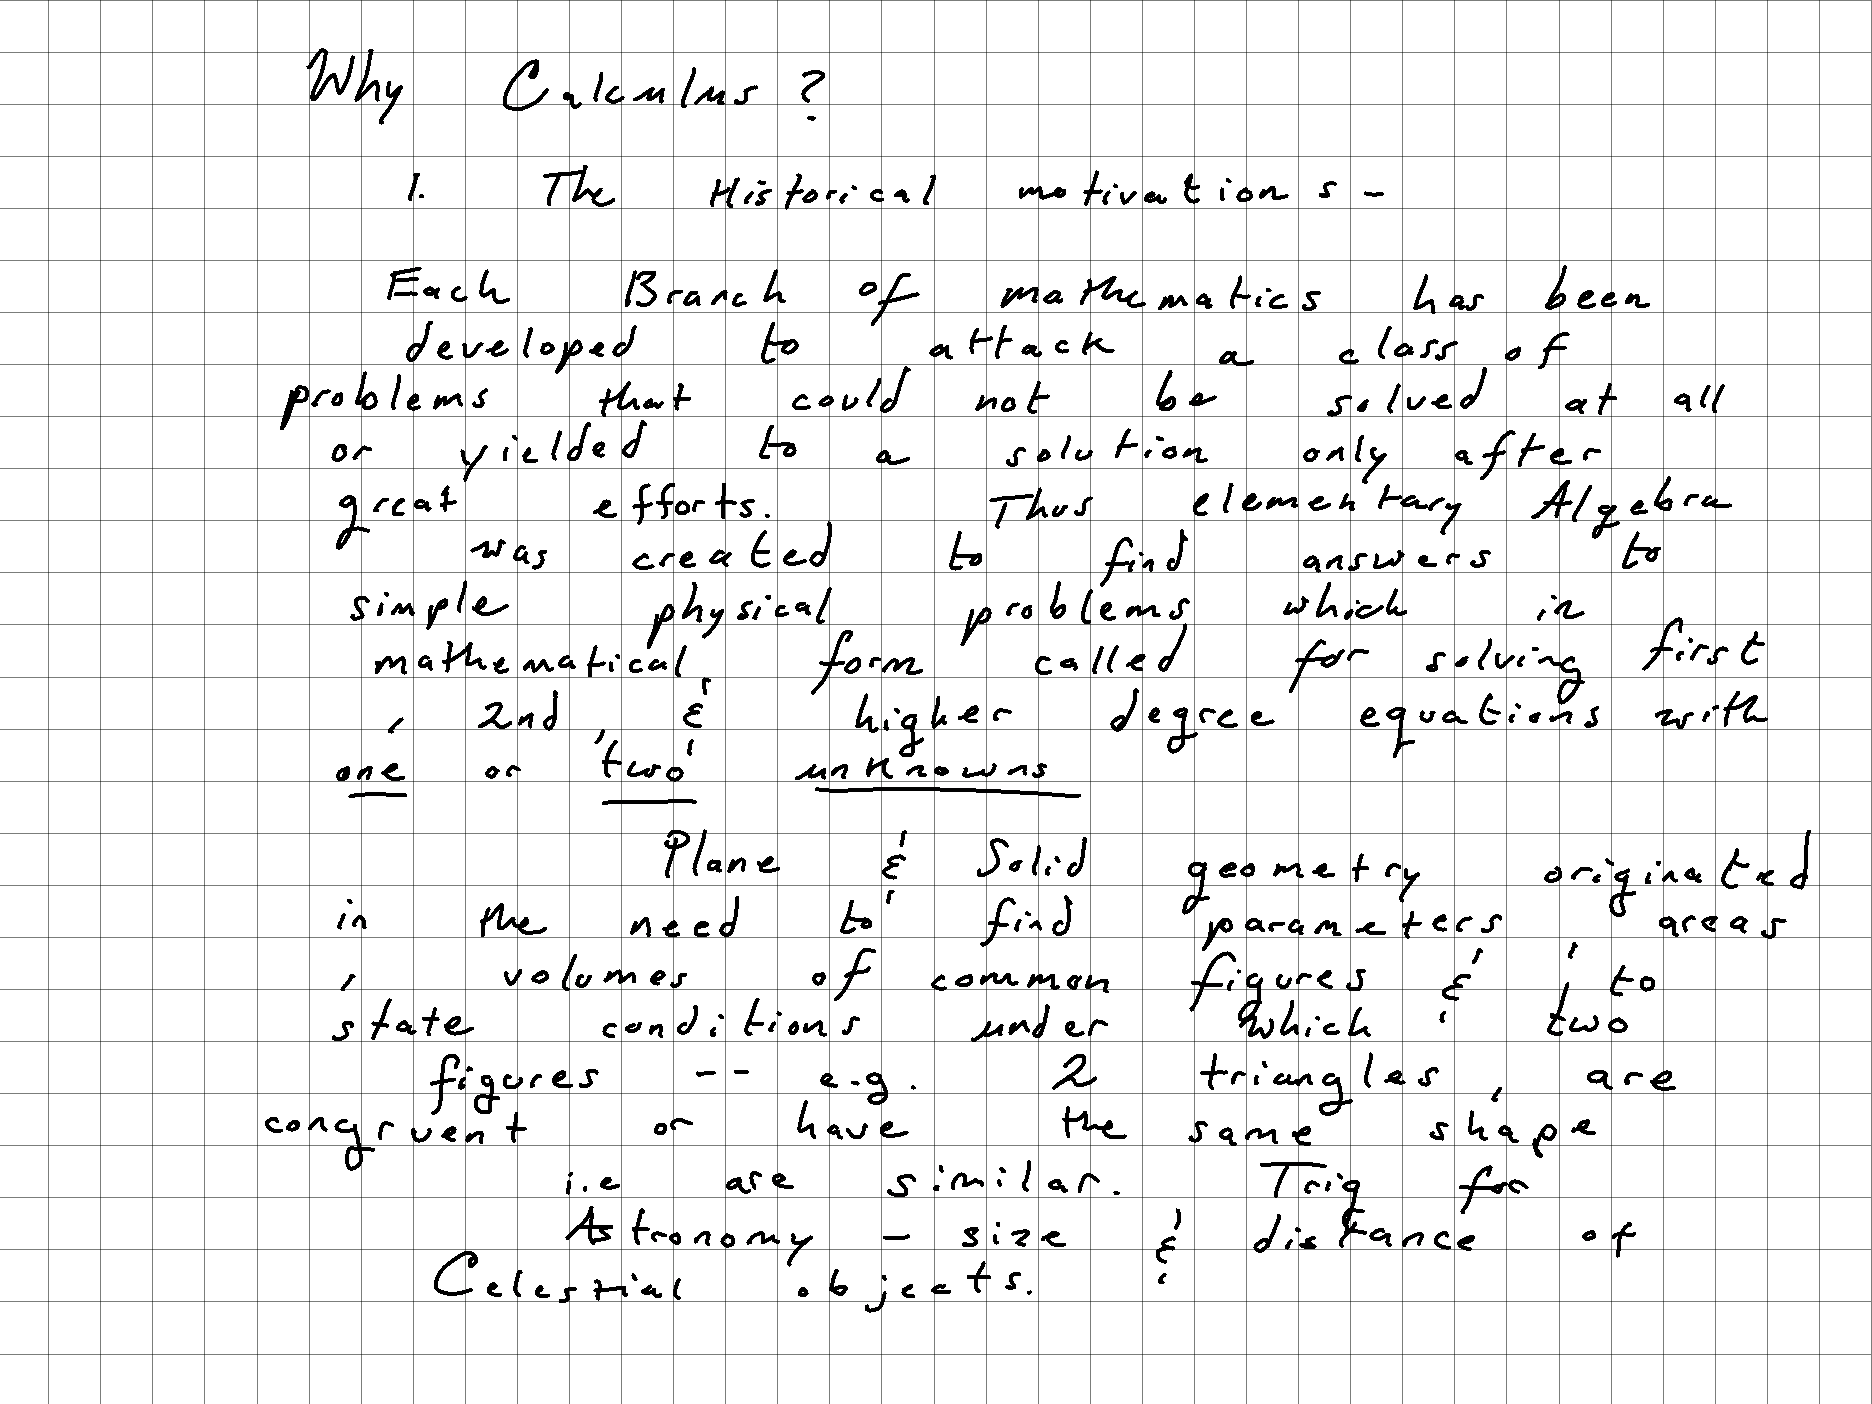 Why Calculus?
1. The Historical motivations -
Each Branch of mathematics has been
developed to attack a class of
problems that could not be solved at all
or yielded to a solution only after
great efforts. Thus elementary Algebra
was created to find answers to
simple physical problems which in
mathematical form called for solving first
, 2nd, & higher degree equations with
one or two unknowns
Plane & Solid geometry originated
in the need to find parameters areas
, volumes of common figures & , to
state conditions under which two
figures -- e.g. 2 triangles, are
congruent or have the same shape
i.e are similar. Trig for
Astronomy - size & distance of
Celestial objects.